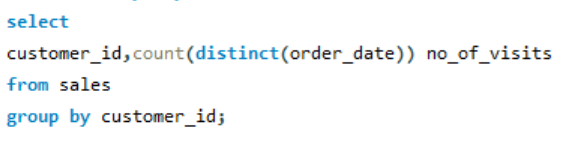 select
customer_id,count(distinct(order_date)) no_of_visits
from sales
group by customer_id;